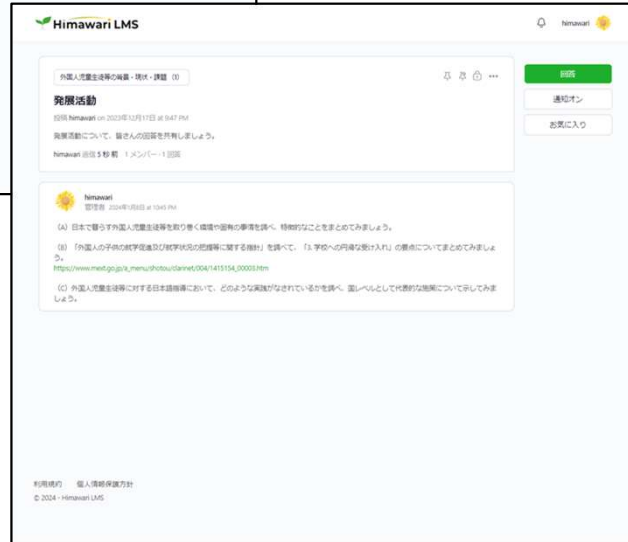 Himawari LMS
himawari
外国人児童生徒等の背景・現状・課題 (3)
回答
発展活動
通知オン
投稿 himawari on 2023年12月17日 at 9:47 PM
お気に入り
発展活動について、皆さんの回答を共有しましょう。
himawari 返信 5 秒 前 1 メンバー · 1 回答
himawari
管理者 2024年1月8日 at
(A) 日本で暮らす外国人児童生徒等を取り巻く環境や固有の事情を調べ、特徴的なことをまとめてみましょう。
(B) 「外国人の子供の就学促進及び就学状況の把握等に関する指針」を調べて、「3. 学校への円滑な受け入れ」の要点についてまとめてみましょ
う。
https://www.mext.go.jp/a_menu/shotou/clarinet/004/1415154_00003.htm
(C) 外国人児童生徒等に対する日本語指導において、どのような実践がなされているかを調べ、国レベルとして代表的な施策について示してみま
しょう。
利用規約 個人情報保護方針
© 2024 - Himawari LMS